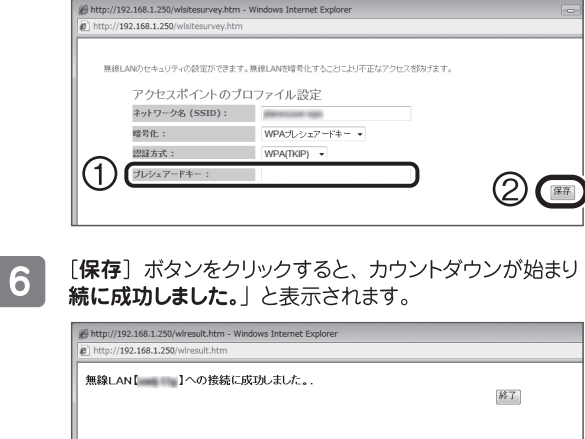 http://192.168.1.250/wlsitesurvey.htm - Windows Internet Explorer
http://192.168.1.250/wlsitesurvey.htm
無線LANのセキュリティの設定ができます。無線LANを暗号化することにより不正なアクセスを防げます。
アクセスポイントのプロファイル設定
ネットワーク名 (SSID)：
暗号化： WPAプレシェアードキー
認証方式： WPA(TKIP)
① プレシェアードキー：
② 保存
6 ［保存］ボタンをクリックすると、カウントダウンが始まり
続に成功しました。」と表示されます。
http://192.168.1.250/wlresult.htm - Windows Internet Explorer
http://192.168.1.250/wlresult.htm
無線LAN【 】への接続に成功しました。.
終了